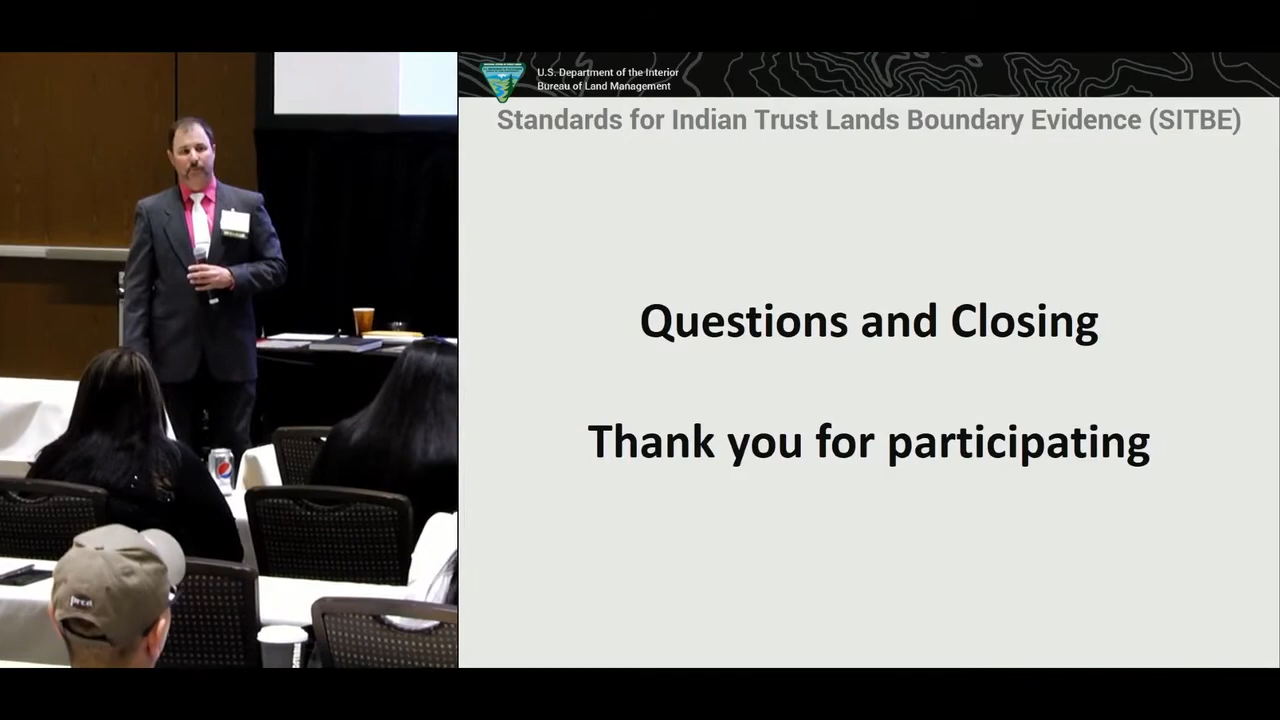 U.S. Department of the Interior
Bureau of Land Management
Standards for Indian Trust Lands Boundary Evidence (SITBE)
Questions and Closing
Thank you for participating
pepsi